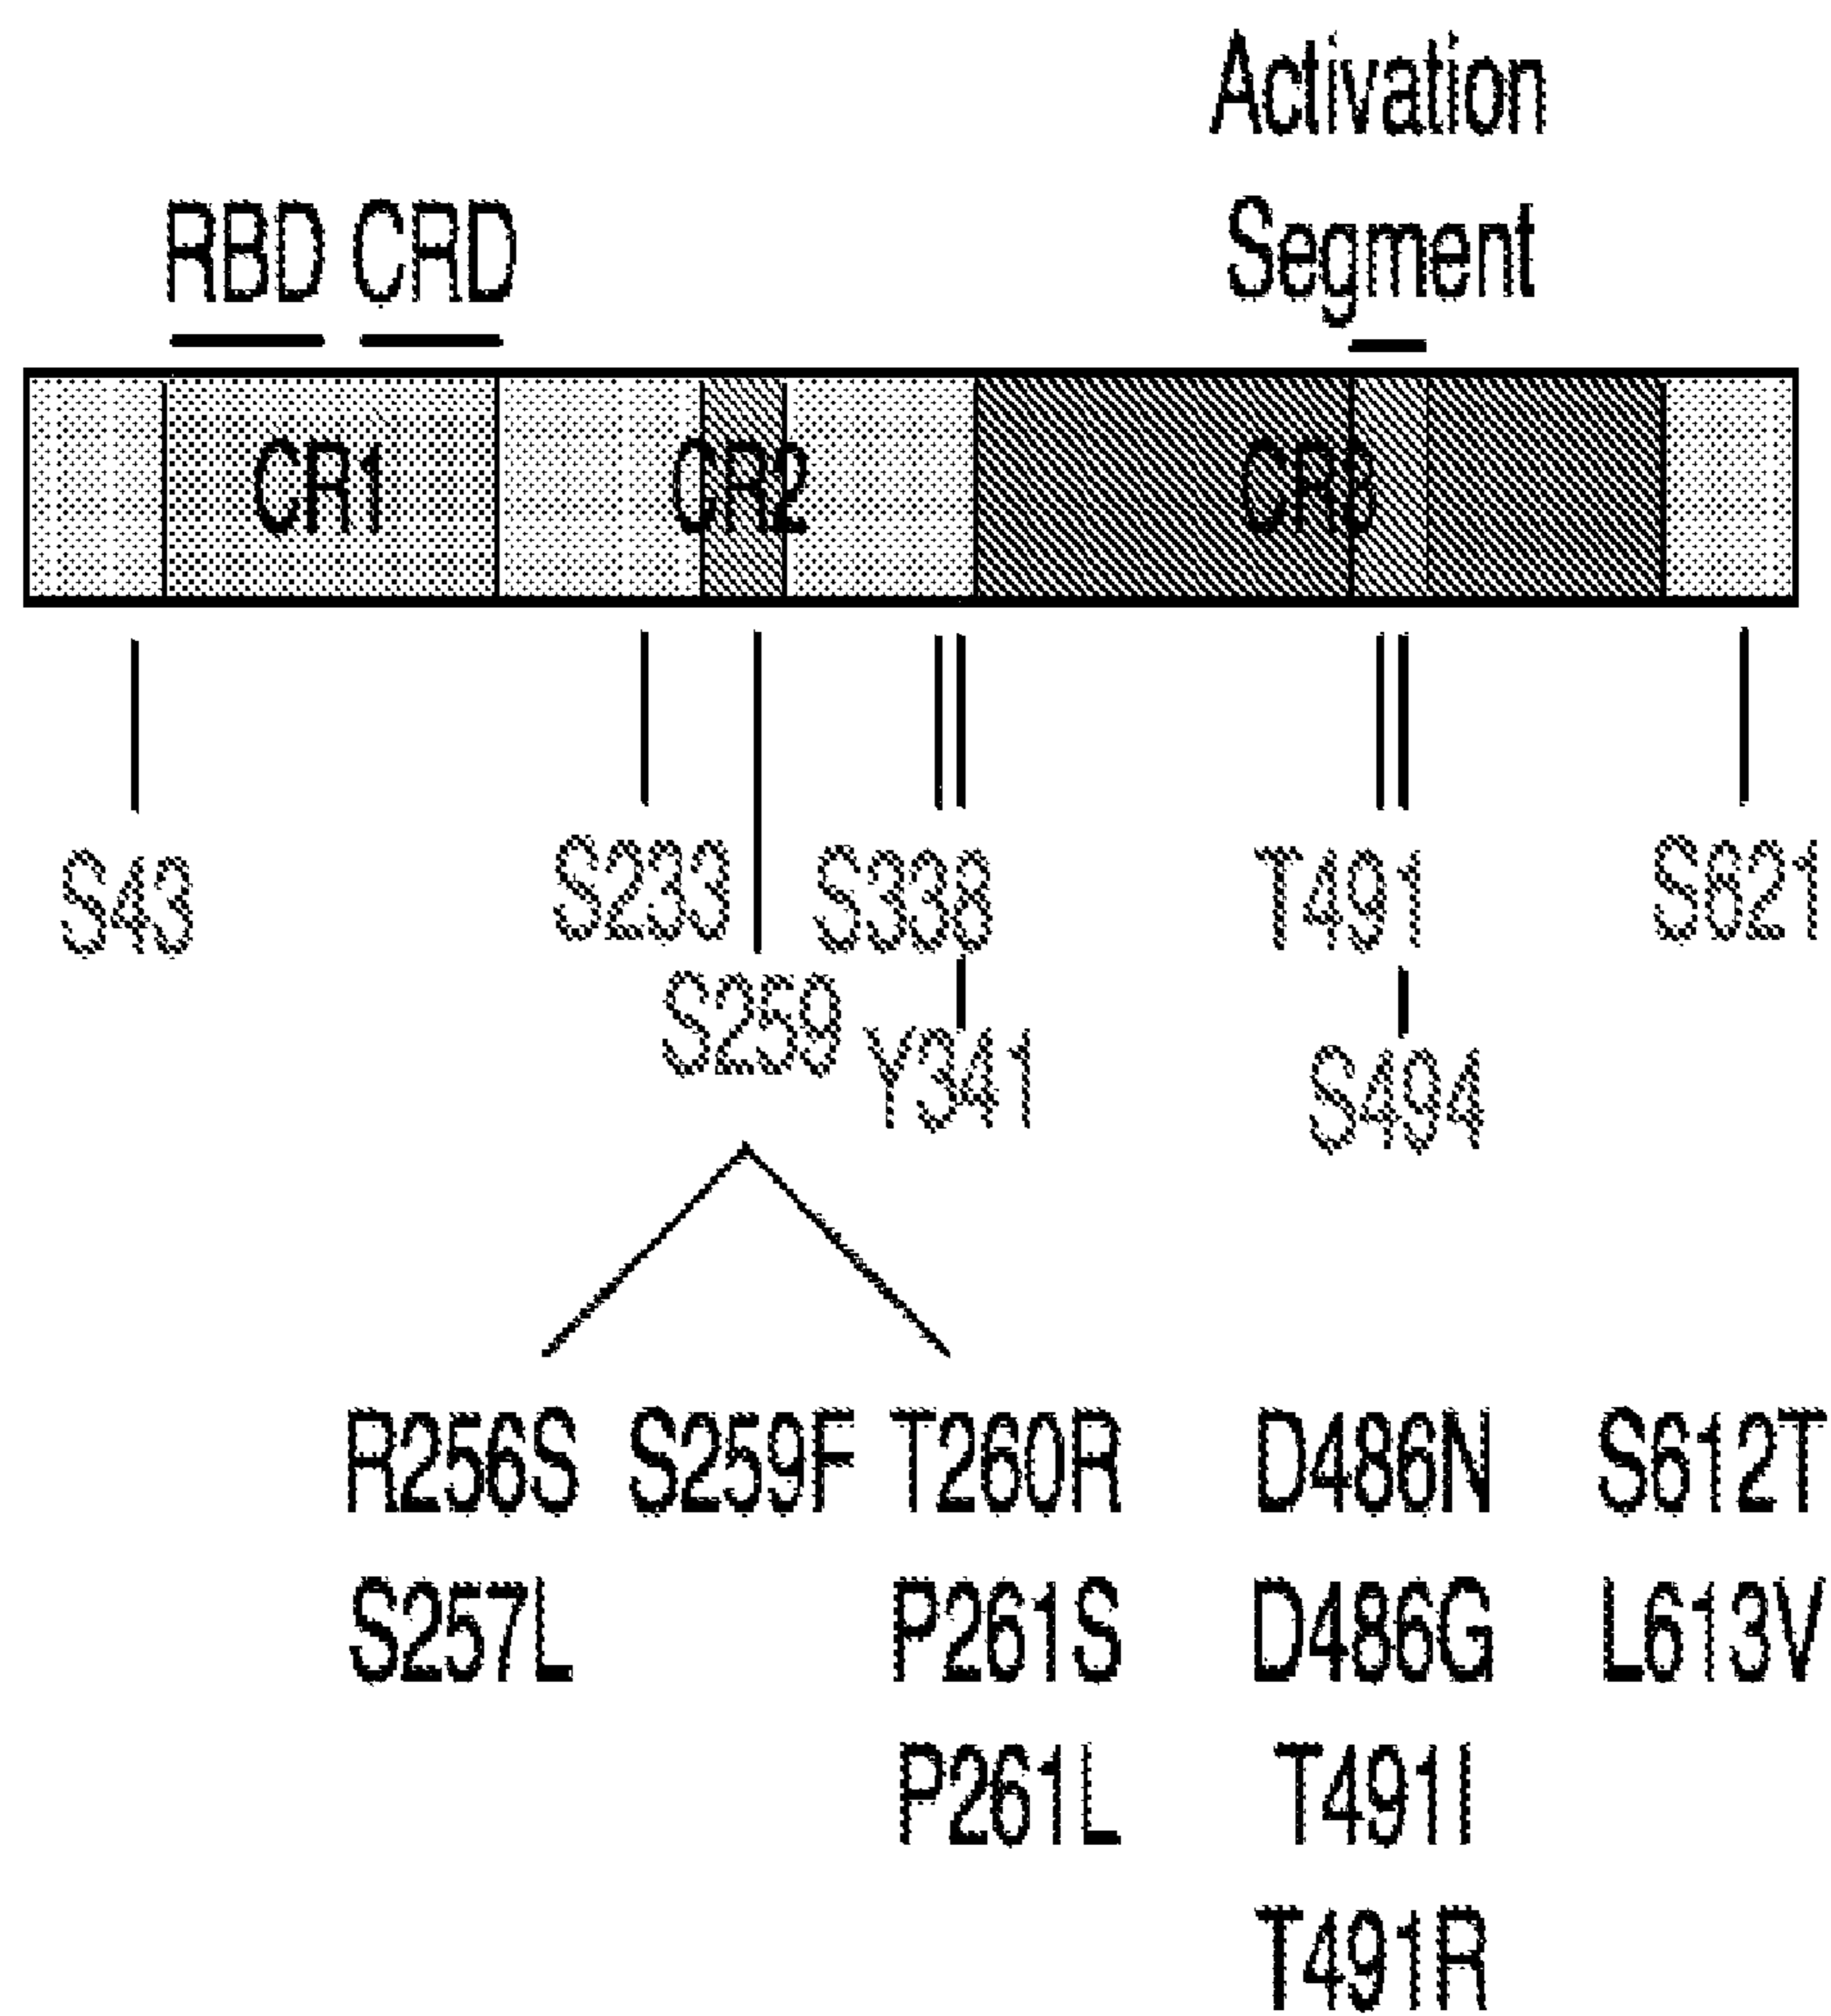 Activation
Segment
RBD CRD
CR1 CR2 CR3
S43 S233 S338 T491 S621
S259 Y341 S494
R256S S259F T260R D486N S612T
S257L P261S D486G L613V
P261L T491I
T491R